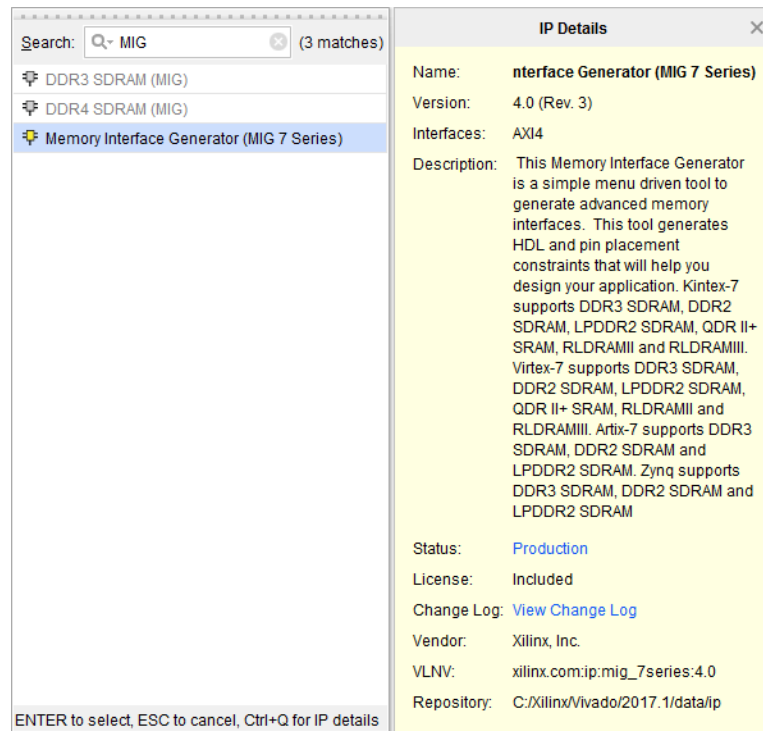 Search: MIG (3 matches)
DDR3 SDRAM (MIG)
DDR4 SDRAM (MIG)
Memory Interface Generator (MIG 7 Series)
ENTER to select, ESC to cancel, Ctrl+Q for IP details
IP Details
Name: nterface Generator (MIG 7 Series)
Version: 4.0 (Rev. 3)
Interfaces: AXI4
Description: This Memory Interface Generator
is a simple menu driven tool to
generate advanced memory
interfaces. This tool generates
HDL and pin placement
constraints that will help you
design your application. Kintex-7
supports DDR3 SDRAM, DDR2
SDRAM, LPDDR2 SDRAM, QDR II+
SRAM, RLDRAMII and RLDRAMIII.
Virtex-7 supports DDR3 SDRAM,
DDR2 SDRAM, LPDDR2 SDRAM,
QDR II+ SRAM, RLDRAMII and
RLDRAMIII. Artix-7 supports DDR3
SDRAM, DDR2 SDRAM and
LPDDR2 SDRAM. Zynq supports
DDR3 SDRAM, DDR2 SDRAM and
LPDDR2 SDRAM
Status: Production
License: Included
Change Log: View Change Log
Vendor: Xilinx, Inc.
VLNV: xilinx.com:ip:mig_7series:4.0
Repository: C:/Xilinx/Vivado/2017.1/data/ip